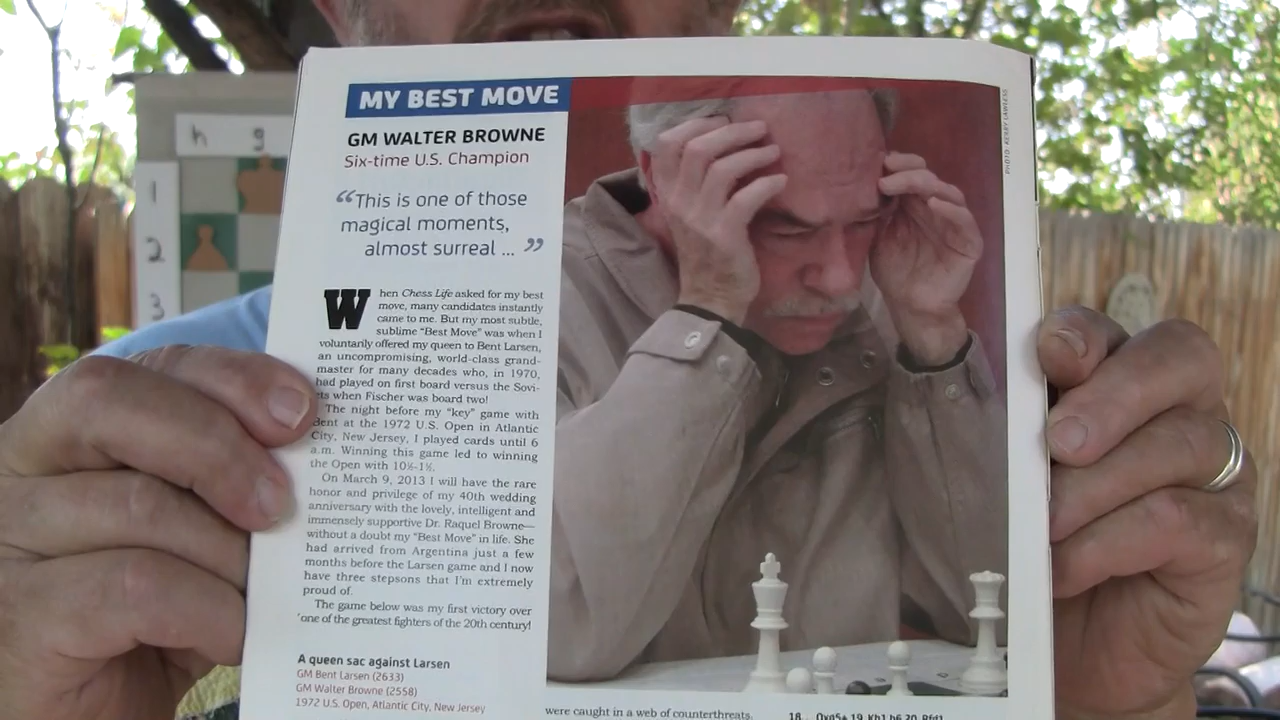 MY BEST MOVE
GM WALTER BROWNE
Six-time U.S. Champion
“This is one of those
magical moments,
almost surreal ... ”
When Chess Life asked for my best
move, many candidates instantly
came to me. But my most subtle,
sublime “Best Move” was when I
voluntarily offered my queen to Bent Larsen,
an uncompromising, world-class grand-
master for many decades who, in 1970,
had played on first board versus the Sovi-
ets when Fischer was board two!
The night before my “key” game with
Bent at the 1972 U.S. Open in Atlantic
City, New Jersey, I played cards until 6
a.m. Winning this game led to winning
the Open with 10½-1½.
On March 9, 2013 I will have the rare
honor and privilege of my 40th wedding
anniversary with the lovely, intelligent and
immensely supportive Dr. Raquel Browne—
without a doubt my “Best Move” in life. She
had arrived from Argentina just a few
months before the Larsen game and I now
have three stepsons that I’m extremely
proud of.
The game below was my first victory over
one of the greatest fighters of the 20th century!
A queen sac against Larsen
GM Bent Larsen (2633)
GM Walter Browne (2558)
1972 U.S. Open, Atlantic City, New Jersey
were caught in a web of counterthreats.
18. Qxg5+ 19. Kh1 h6 20. Rfd1
PHOTO: KERRY LAWLESS
h g
1
2
3